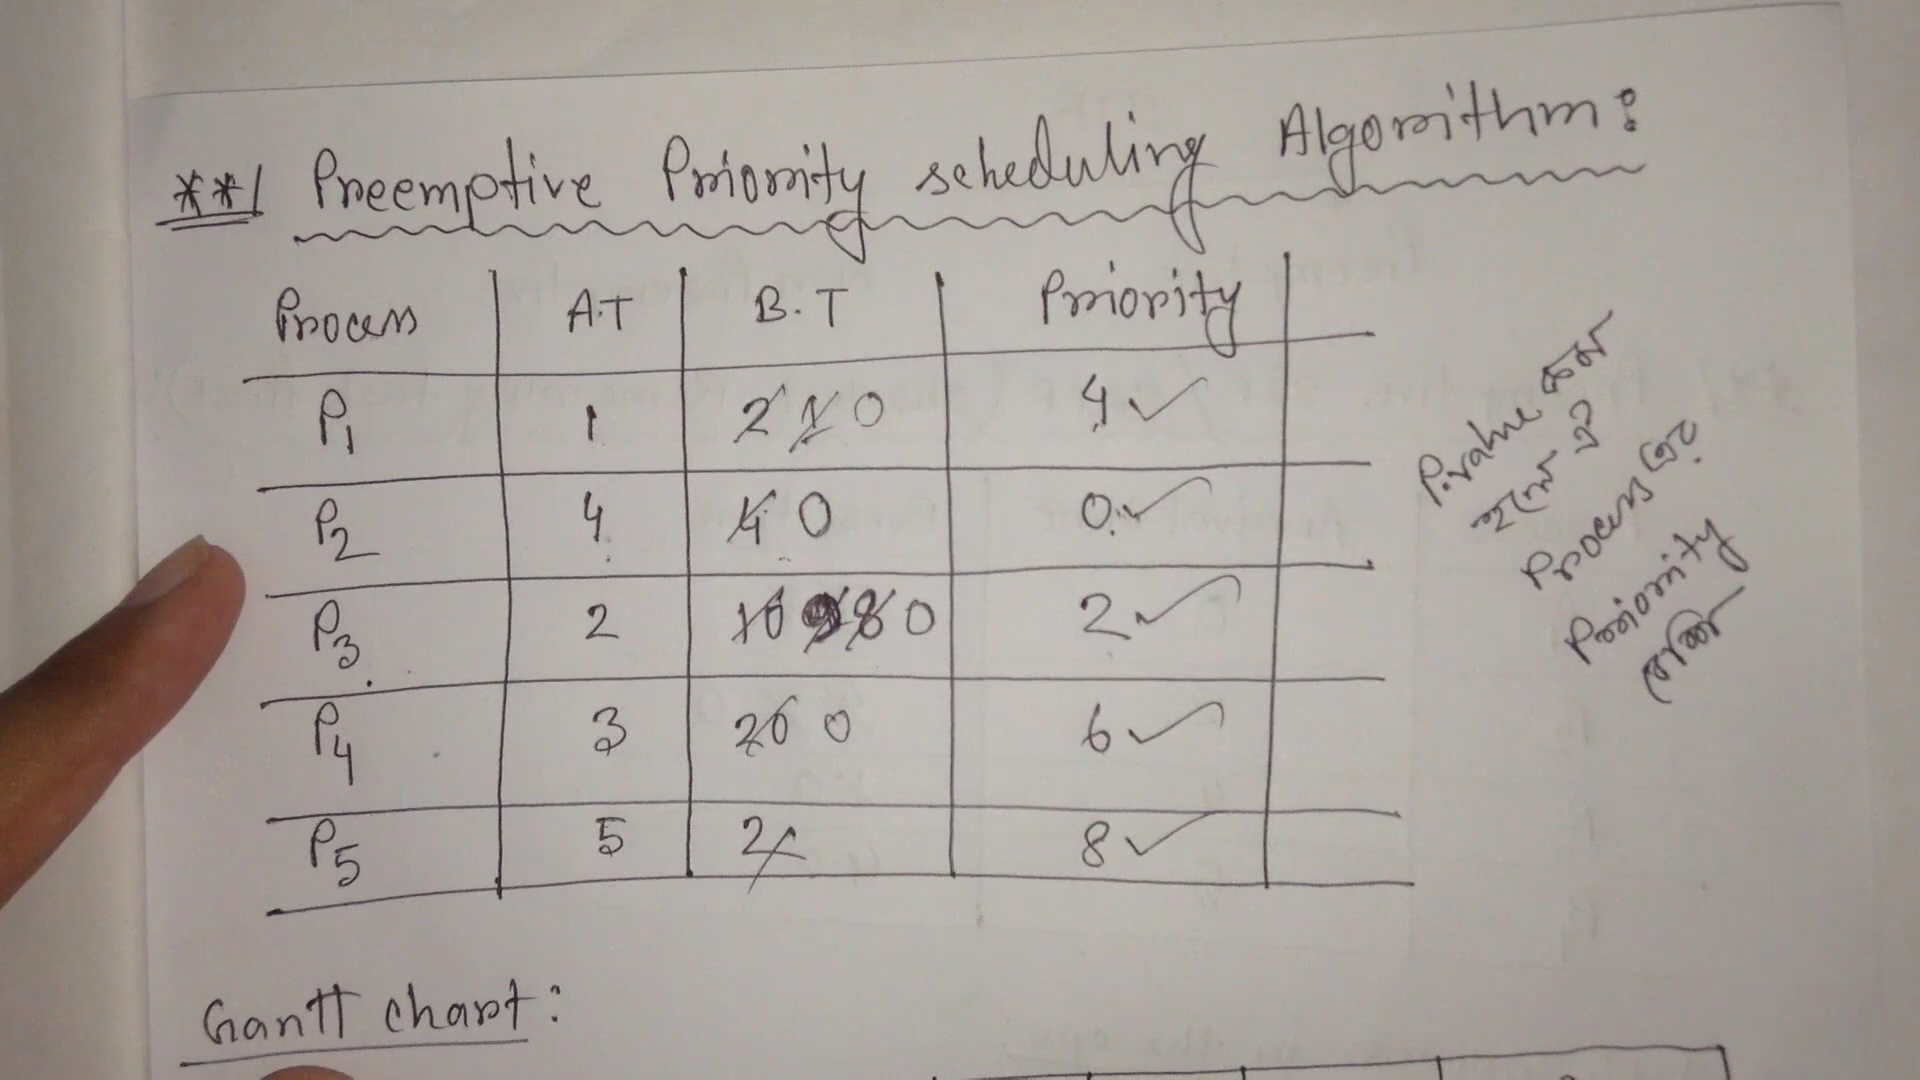 **/ Preemptive Priority scheduling Algorithm:
Process A.T B.T Priority
P1 1 2 1 0 4
P2 4 4 0 0
P3 2 10 9 8 0 2
P4 3 20 0 6
P5 5 2 8
P.value কম
হলে সে
Process এর
Priority
বেশি
Gantt chart: